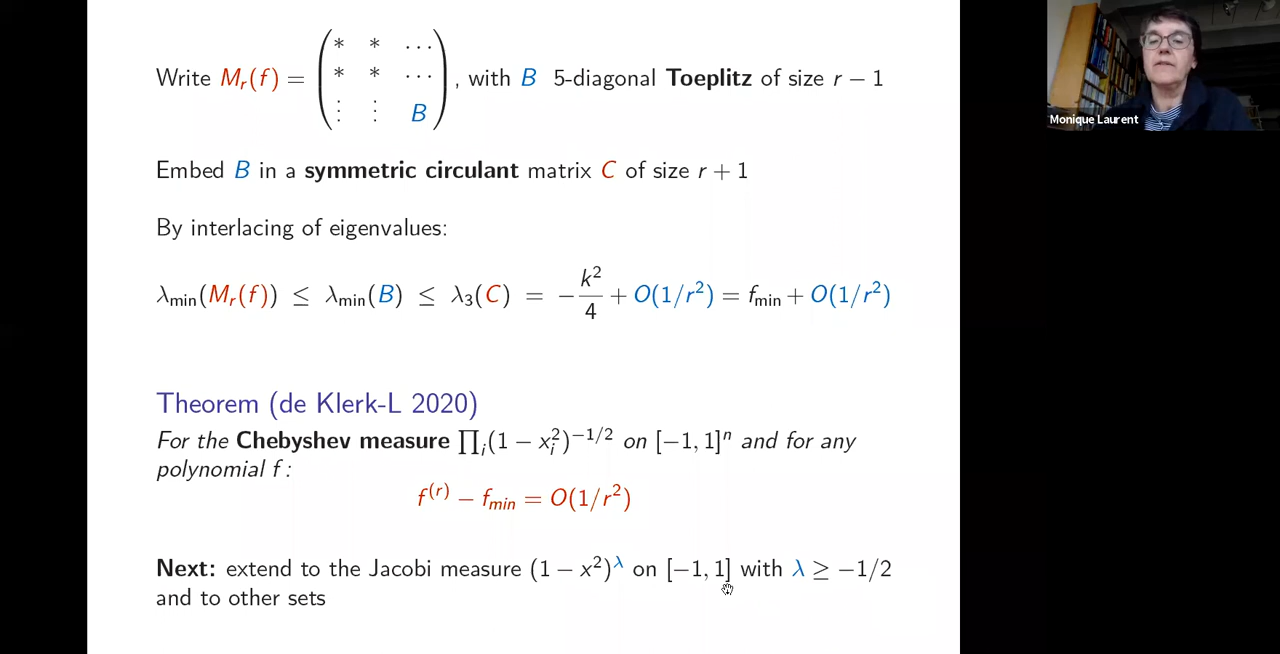 Write M_r(f) = ( * * ⋯ * * ⋯ ⋮ ⋮ B ), with B 5-diagonal Toeplitz of size r − 1
Embed B in a symmetric circulant matrix C of size r + 1
By interlacing of eigenvalues:
λ_min(M_r(f)) ≤ λ_min(B) ≤ λ_3(C) = −k²/4 + O(1/r²) = f_min + O(1/r²)
Theorem (de Klerk-L 2020)
For the Chebyshev measure ∏_i(1 − x_i²)^{−1/2} on [−1, 1]^n and for any
polynomial f:
f^{(r)} − f_min = O(1/r²)
Next: extend to the Jacobi measure (1 − x²)^λ on [−1, 1] with λ ≥ −1/2
and to other sets
Monique Laurent